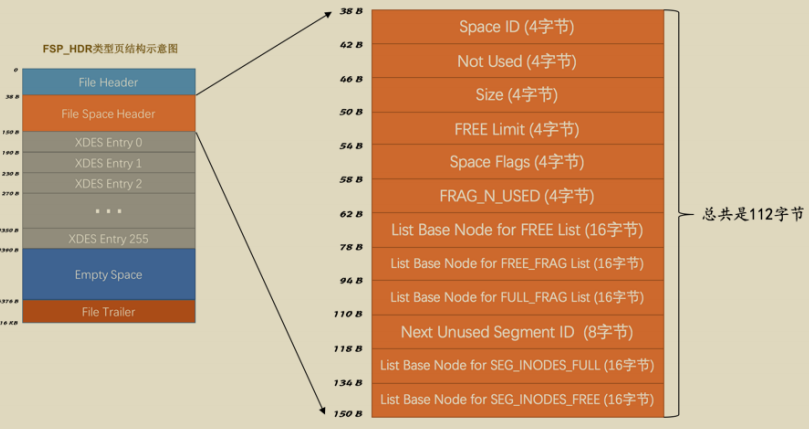 FSP_HDR类型页结构示意图
0
File Header
38 B
File Space Header
150 B
XDES Entry 0
190 B
XDES Entry 1
230 B
XDES Entry 2
270 B
...
XDES Entry 255
Empty Space
File Trailer
16 KB
38 B
Space ID (4字节)
42 B
Not Used (4字节)
46 B
Size (4字节)
50 B
FREE Limit (4字节)
54 B
Space Flags (4字节)
58 B
FRAG_N_USED (4字节)
62 B
List Base Node for FREE List (16字节)
78 B
List Base Node for FREE_FRAG List (16字节)
94 B
List Base Node for FULL_FRAG List (16字节)
110 B
Next Unused Segment ID (8字节)
118 B
List Base Node for SEG_INODES_FULL (16字节)
134 B
List Base Node for SEG_INODES_FREE (16字节)
150 B
总共是112字节